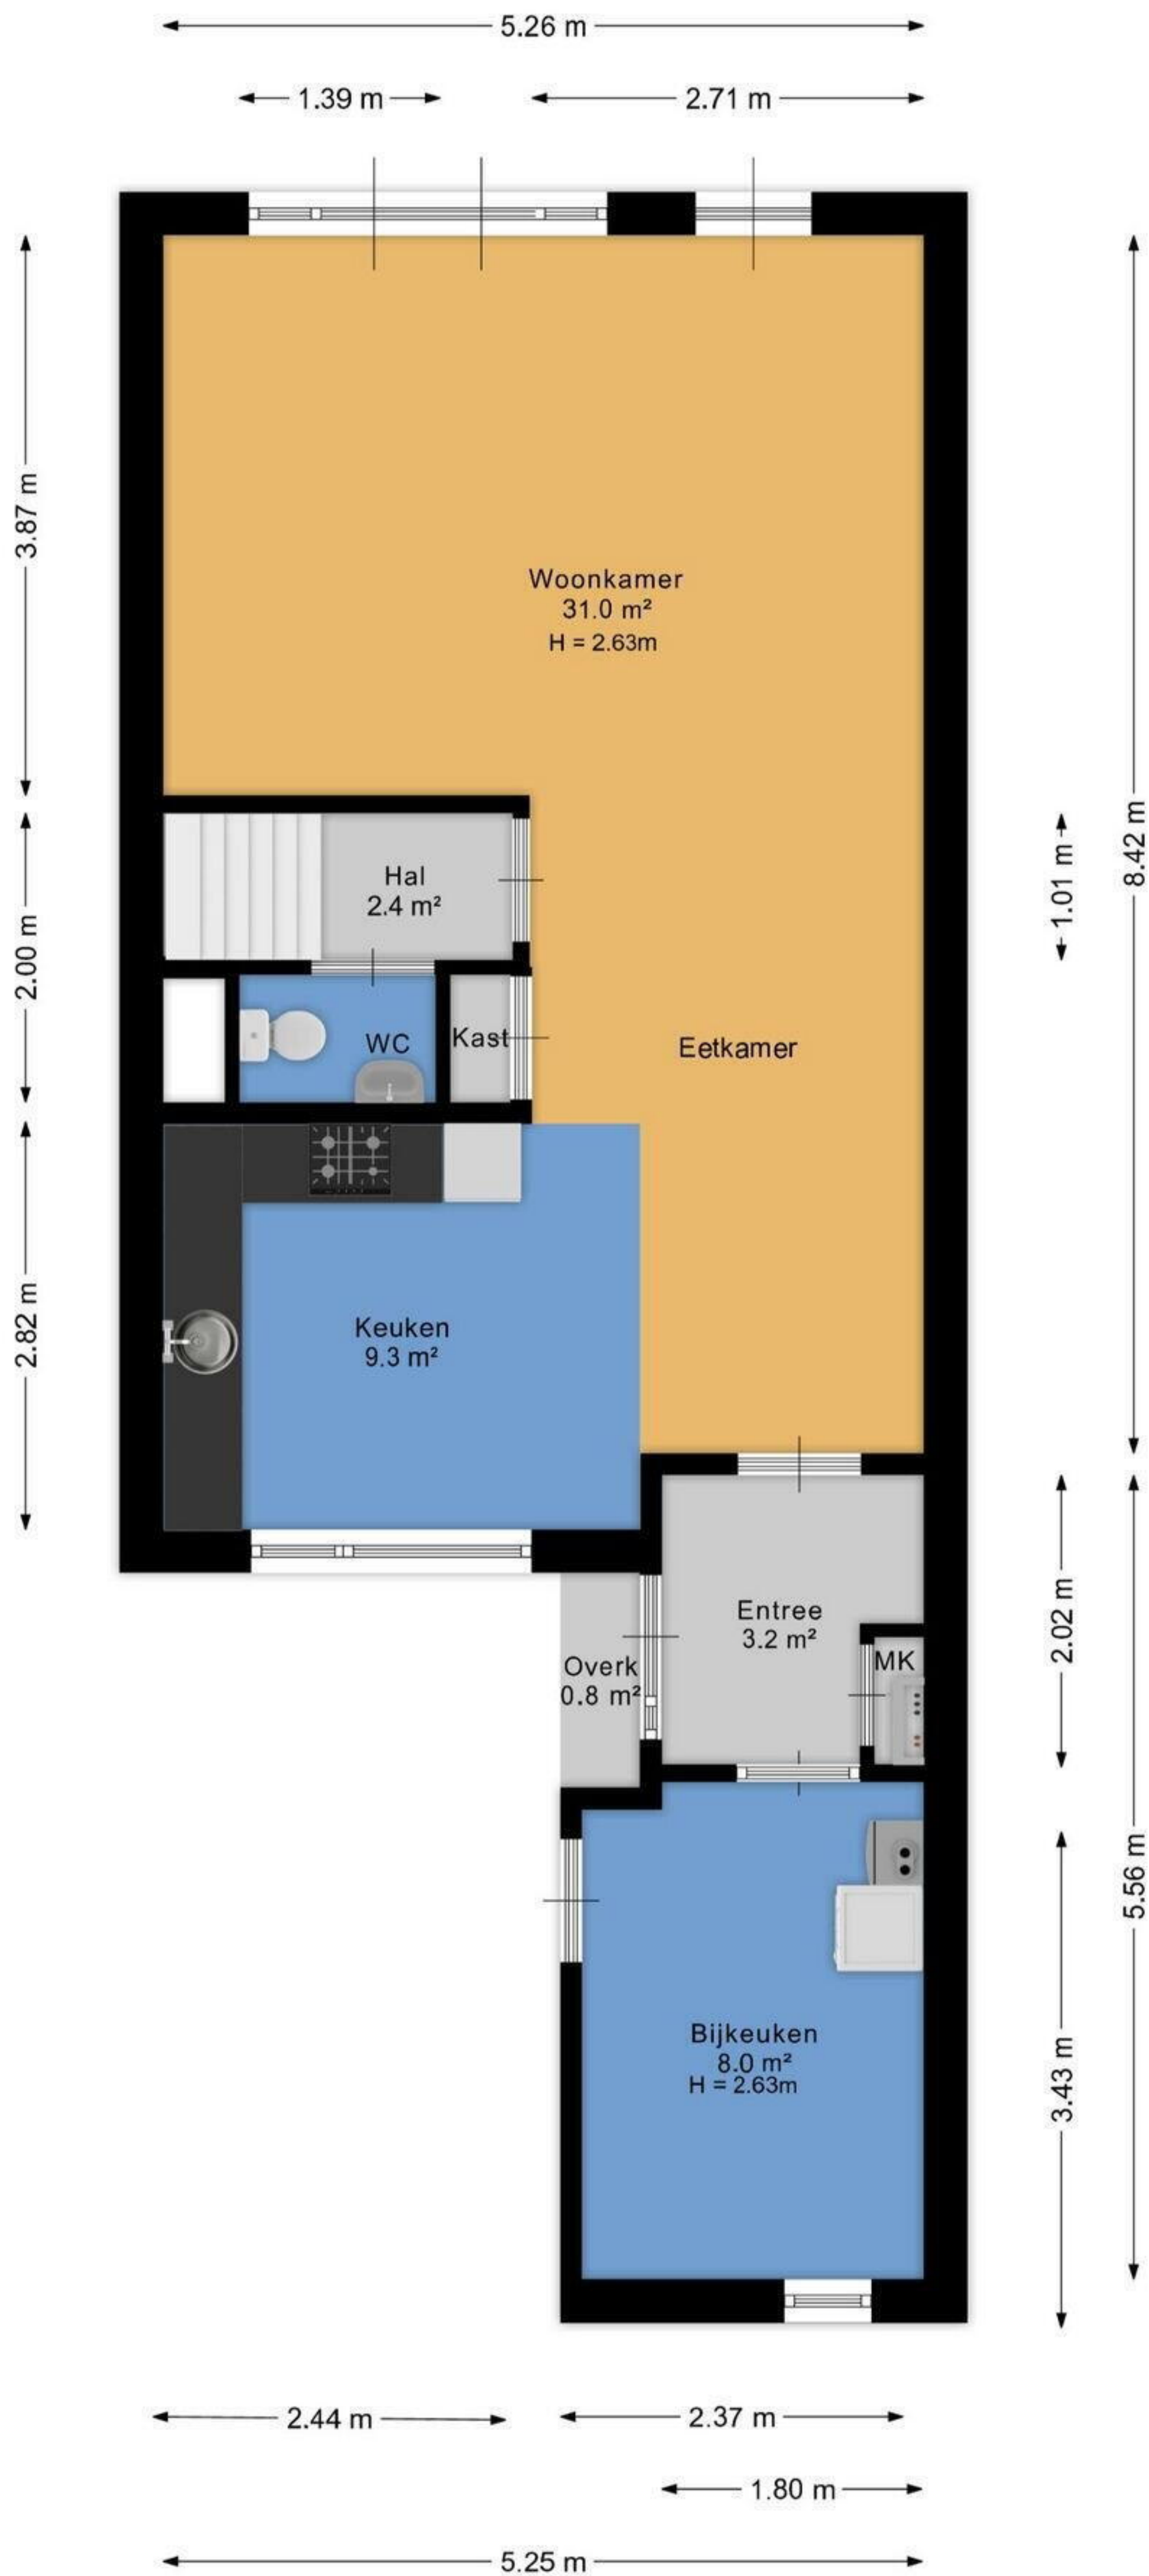 5.26 m
1.39 m
2.71 m
3.87 m
8.42 m
Woonkamer
31.0 m²
H = 2.63m
2.00 m
1.01 m
Hal
2.4 m²
WC
Kast
Eetkamer
2.82 m
Keuken
9.3 m²
Entree
3.2 m²
2.02 m
MK
Overk
0.8 m²
5.56 m
Bijkeuken
8.0 m²
H = 2.63m
3.43 m
2.44 m
2.37 m
1.80 m
5.25 m